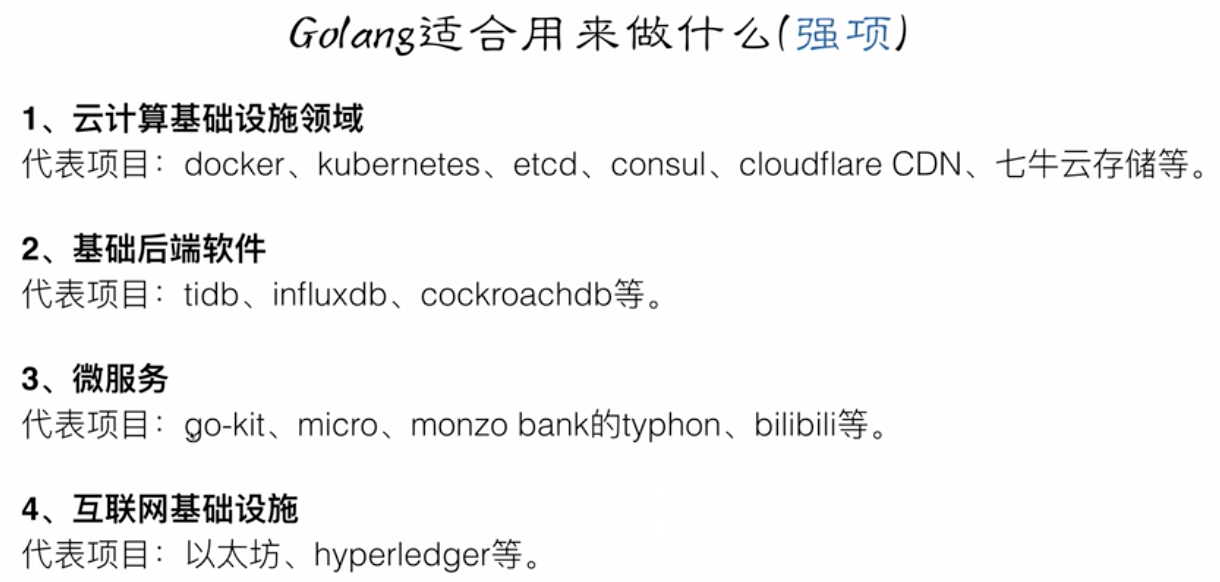 Golang适合用来做什么(强项)
1、云计算基础设施领域
代表项目：docker、kubernetes、etcd、consul、cloudflare CDN、七牛云存储等。
2、基础后端软件
代表项目：tidb、influxdb、cockroachdb等。
3、微服务
代表项目：go-kit、micro、monzo bank的typhon、bilibili等。
4、互联网基础设施
代表项目：以太坊、hyperledger等。